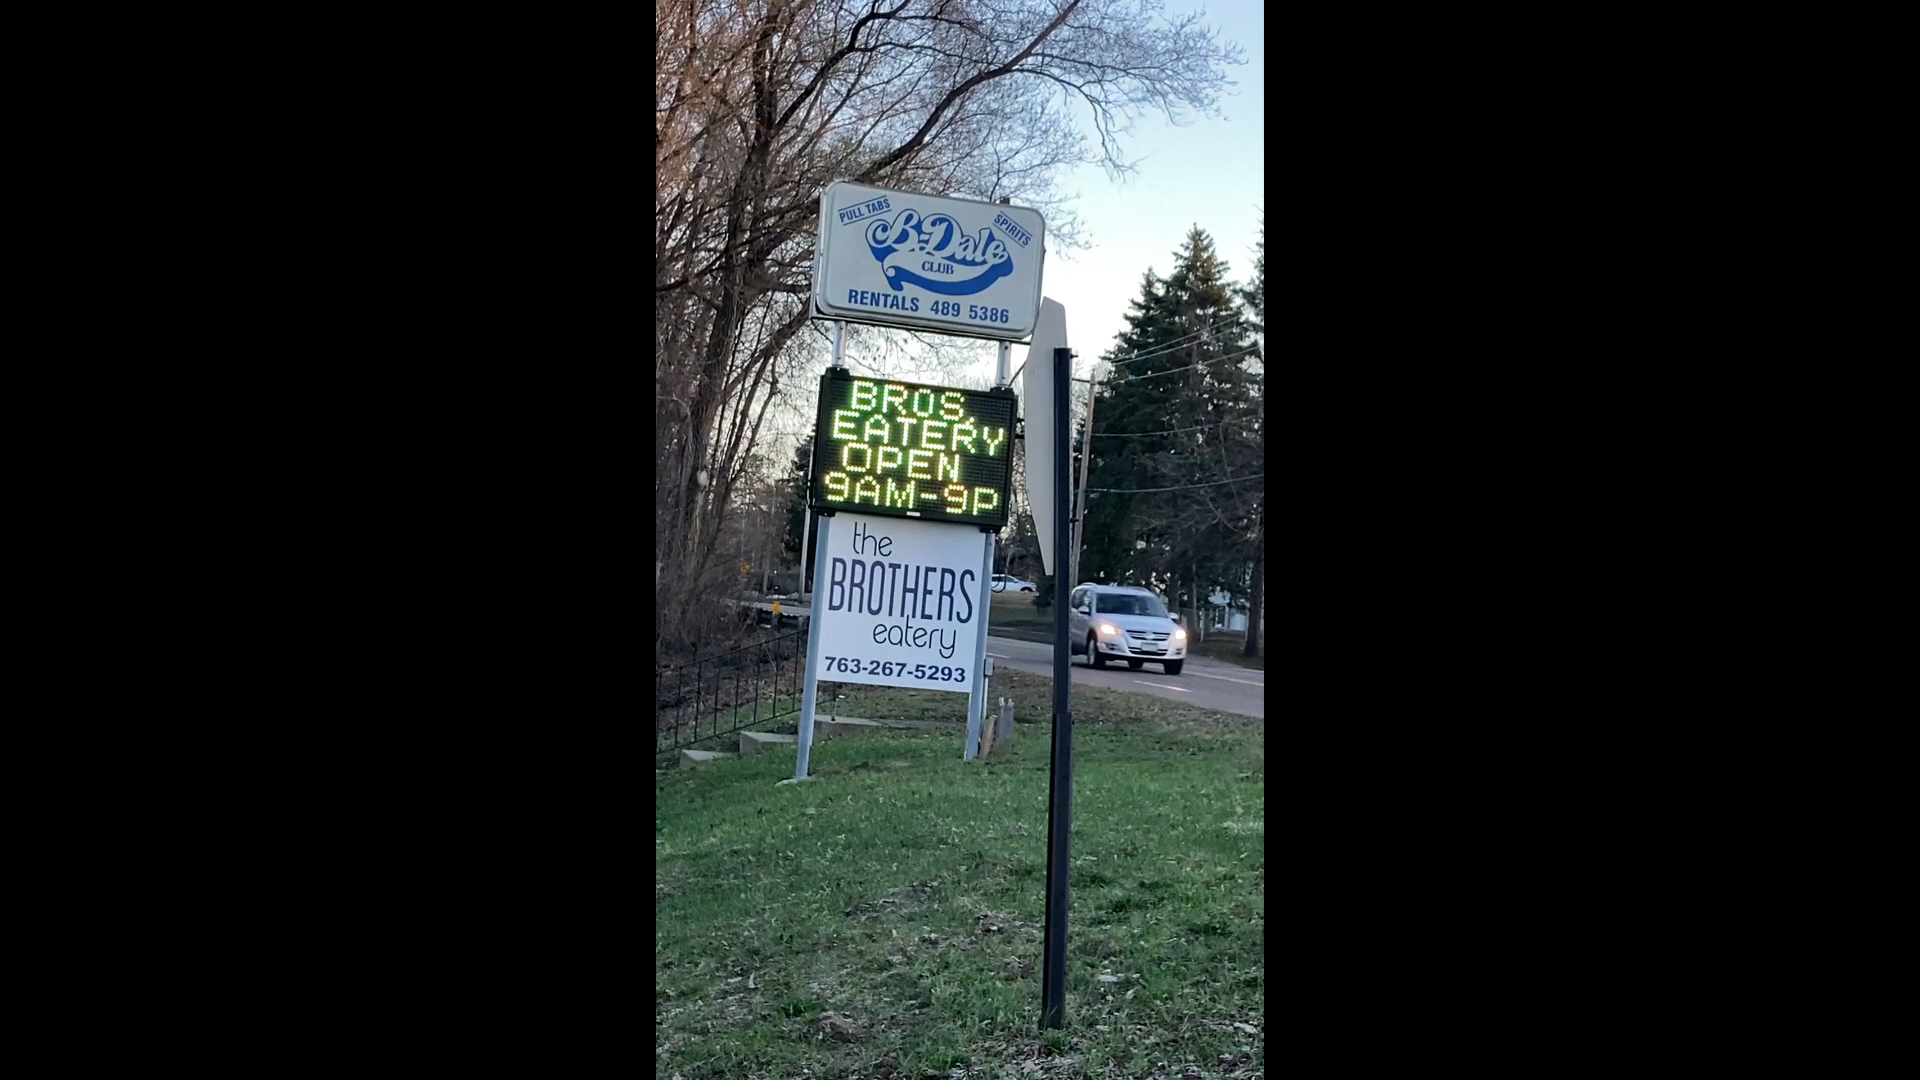 PULL TABS
SPIRITS
B-Dale
CLUB
RENTALS 489 5386
BROS,
EATERY
OPEN
9AM-9P
the
BROTHERS
eatery
763-267-5293